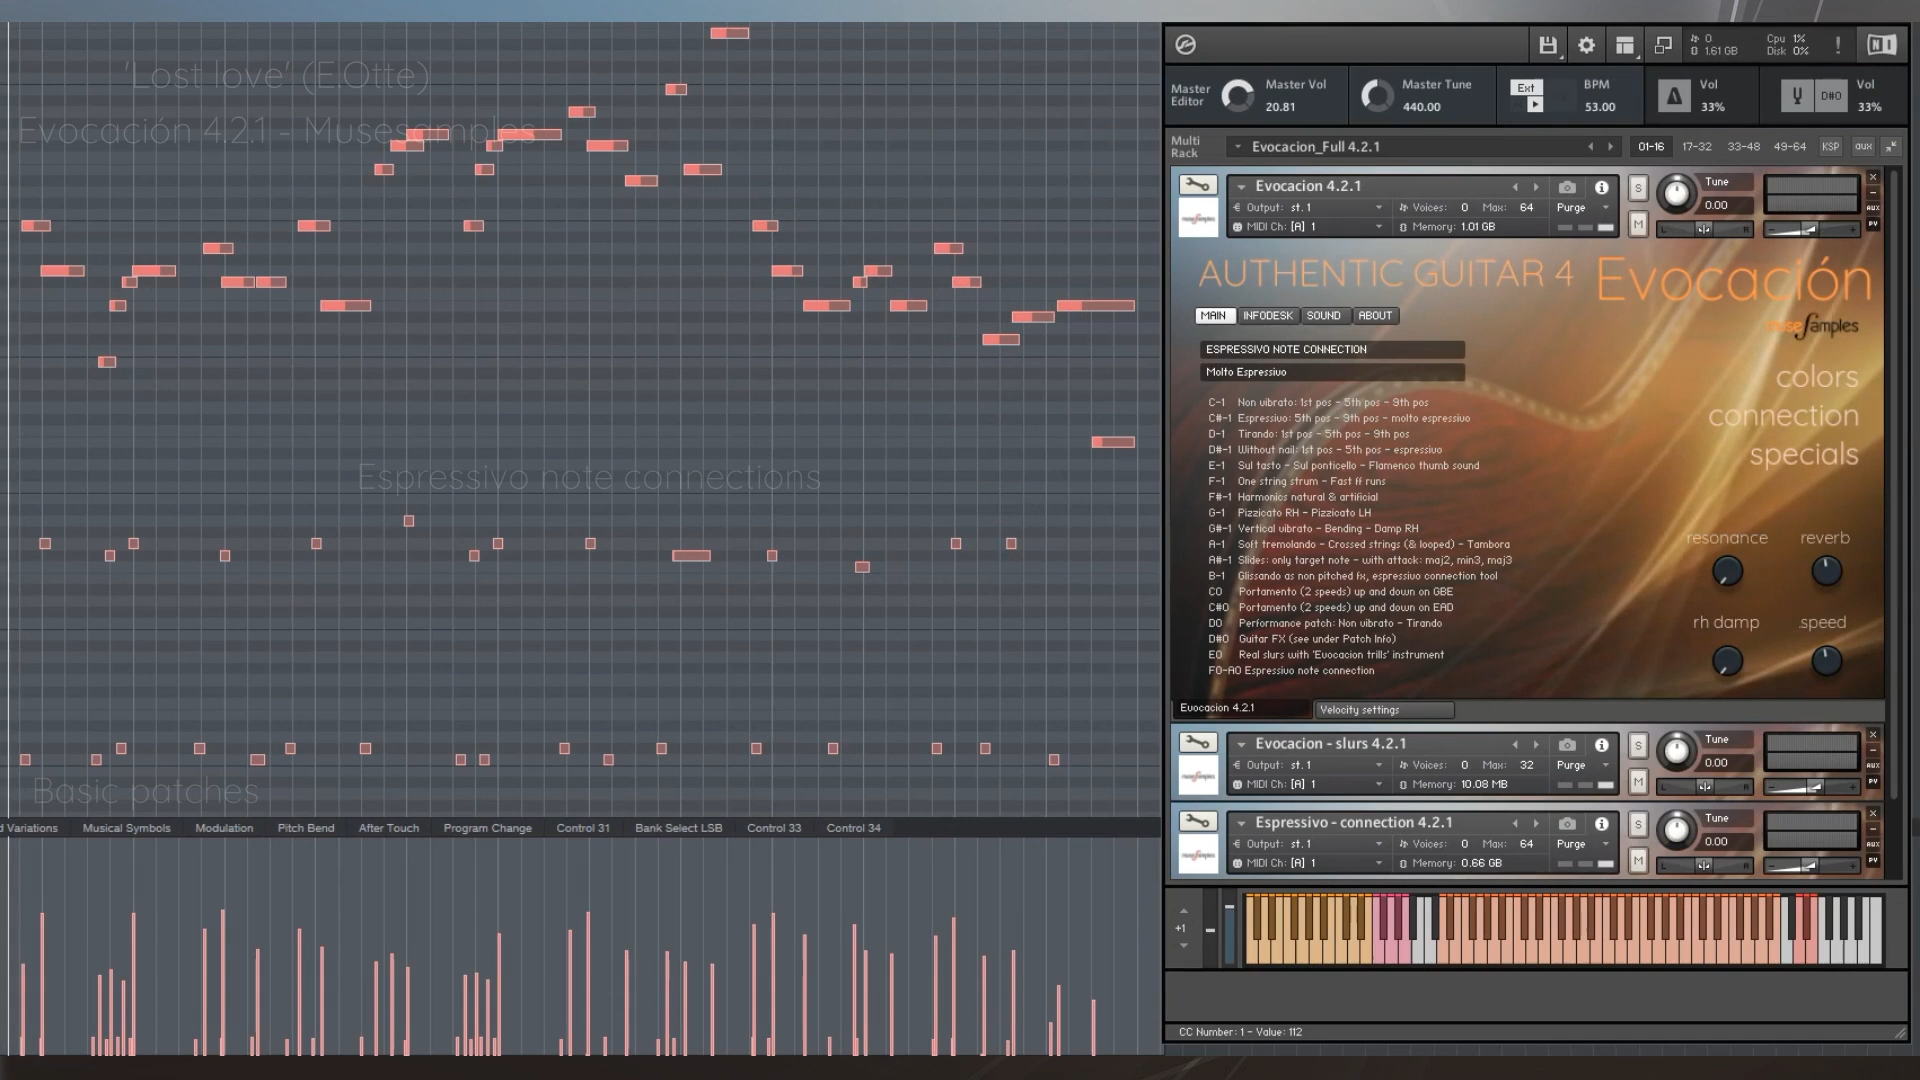 'Lost love' (E.Otte)
Evocación 4.2.1 - Musesamples
Espressivo note connections
Basic patches
d Variations
Musical Symbols
Modulation
Pitch Bend
After Touch
Program Change
Control 31
Bank Select LSB
Control 33
Control 34
0
1.61 GB
Cpu 1%
Disk 0%
!
NI
Master Editor
Master Vol
20.81
Master Tune
440.00
Ext
BPM
53.00
Vol
33%
D#0
Vol
33%
Multi Rack
Evocacion_Full 4.2.1
01-16
17-32
33-48
49-64
KSP
aux
Evocacion 4.2.1
Output: st. 1
Voices: 0 Max: 64
Purge
MIDI Ch: [A] 1
Memory: 1.01 GB
S
M
Tune
0.00
L
R
AUX
PV
AUTHENTIC GUITAR 4
Evocación
musesamples
MAIN
INFODESK
SOUND
ABOUT
ESPRESSIVO NOTE CONNECTION
Molto Espressivo
colors
connection
specials
C-1 Non vibrato: 1st pos - 5th pos - 9th pos
C#-1 Espressivo: 5th pos - 9th pos - molto espressivo
D-1 Tirando: 1st pos - 5th pos - 9th pos
D#-1 Without nail: 1st pos - 5th pos - espressivo
E-1 Sul tasto - Sul ponticello - Flamenco thumb sound
F-1 One string strum - Fast ff runs
F#-1 Harmonics natural & artificial
G-1 Pizzicato RH - Pizzicato LH
G#-1 Vertical vibrato - Bending - Damp RH
A-1 Soft tremolando - Crossed strings (& looped) - Tambora
A#-1 Slides: only target note - with attack: maj2, min3, maj3
B-1 Glissando as non pitched fx, espressivo connection tool
C0 Portamento (2 speeds) up and down on GBE
C#0 Portamento (2 speeds) up and down on EAD
D0 Performance patch: Non vibrato - Tirando
D#0 Guitar FX (see under Patch Info)
E0 Real slurs with 'Evocacion trills' instrument
F0-A0 Espressivo note connection
resonance
reverb
rh damp
speed
Evocacion 4.2.1
Velocity settings
Evocacion - slurs 4.2.1
Output: st. 1
Voices: 0 Max: 32
Purge
MIDI Ch: [A] 1
Memory: 10.08 MB
S
M
Tune
0.00
L
R
AUX
PV
Espressivo - connection 4.2.1
Output: st. 1
Voices: 0 Max: 64
Purge
MIDI Ch: [A] 1
Memory: 0.66 GB
S
M
Tune
0.00
L
R
AUX
PV
+1
CC Number: 1 - Value: 112